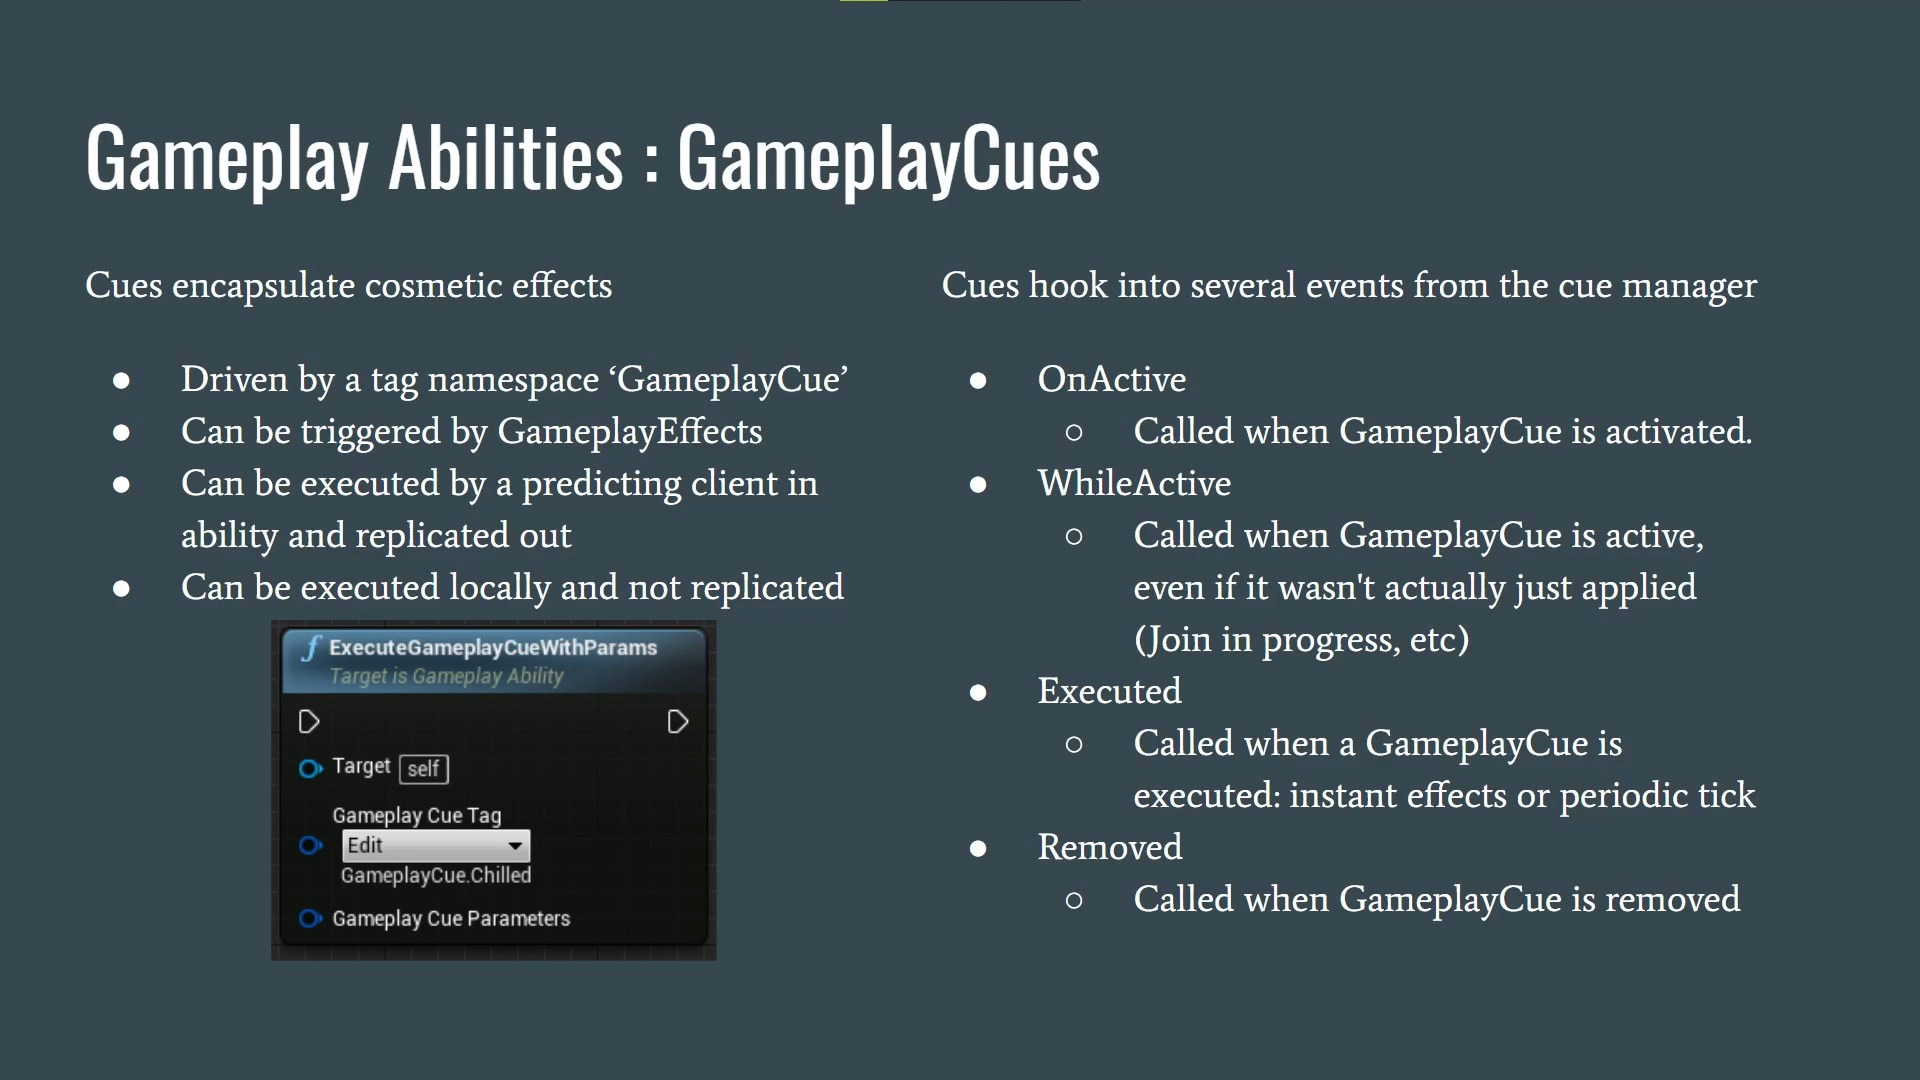 Gameplay Abilities : GameplayCues
Cues encapsulate cosmetic effects
● Driven by a tag namespace ‘GameplayCue’
● Can be triggered by GameplayEffects
● Can be executed by a predicting client in
ability and replicated out
● Can be executed locally and not replicated
f ExecuteGameplayCueWithParams
Target is Gameplay Ability
Target self
Gameplay Cue Tag
Edit
GameplayCue.Chilled
Gameplay Cue Parameters
Cues hook into several events from the cue manager
● OnActive
○ Called when GameplayCue is activated.
● WhileActive
○ Called when GameplayCue is active,
even if it wasn't actually just applied
(Join in progress, etc)
● Executed
○ Called when a GameplayCue is
executed: instant effects or periodic tick
● Removed
○ Called when GameplayCue is removed